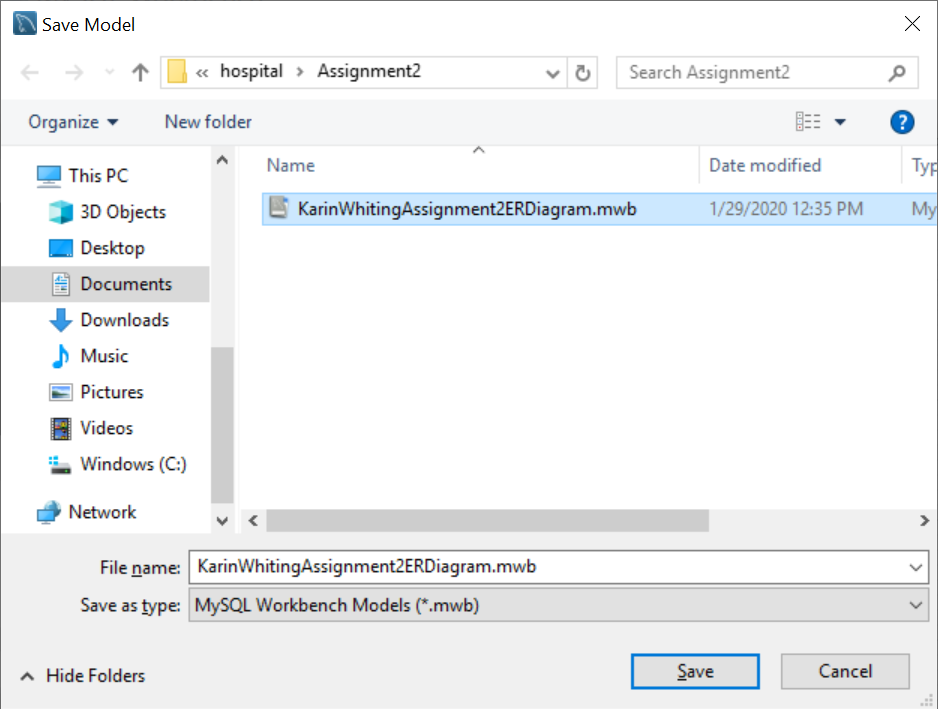 Save Model
« hospital > Assignment2
Search Assignment2
Organize
New folder
?
Name
Date modified
Typ
This PC
3D Objects
Desktop
Documents
Downloads
Music
Pictures
Videos
Windows (C:)
Network
KarinWhitingAssignment2ERDiagram.mwb
1/29/2020 12:35 PM
My
File name:
KarinWhitingAssignment2ERDiagram.mwb
Save as type:
MySQL Workbench Models (*.mwb)
Hide Folders
Save
Cancel